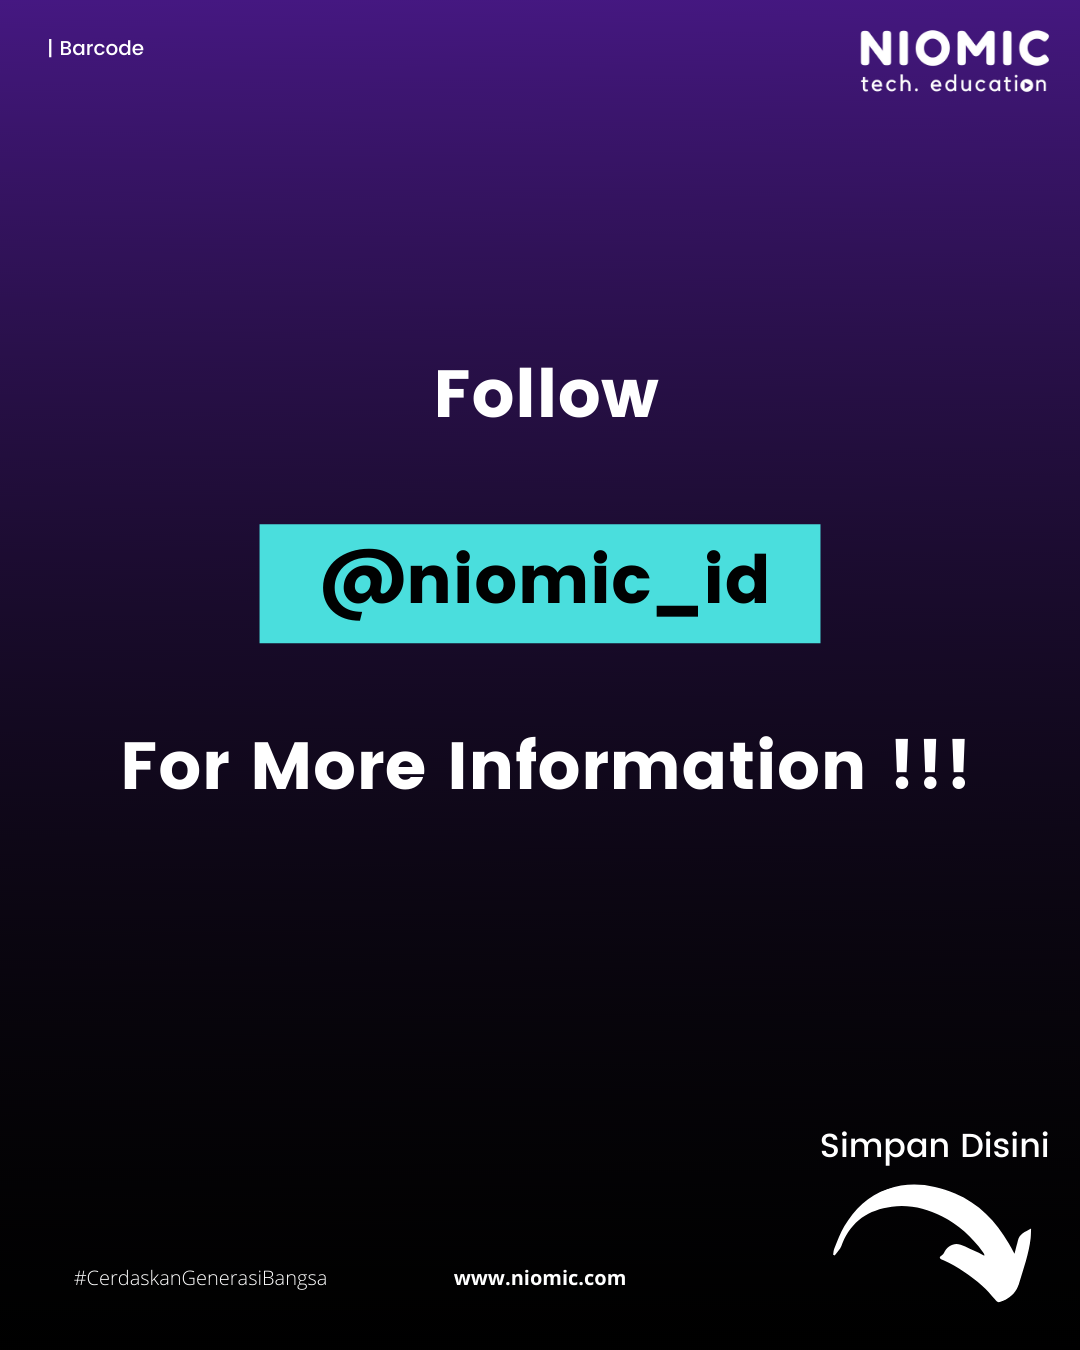 | Barcode
NIOMIC
tech. education
Follow
@niomic_id
For More Information !!!
Simpan Disini
#CerdaskanGenerasiBangsa
www.niomic.com